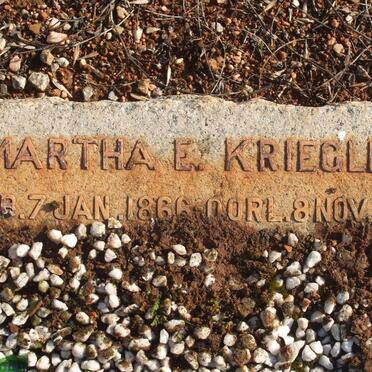 MARTHA E. KRIEGL
B. 7 JAN. 1866 OORL. 8 NOV.